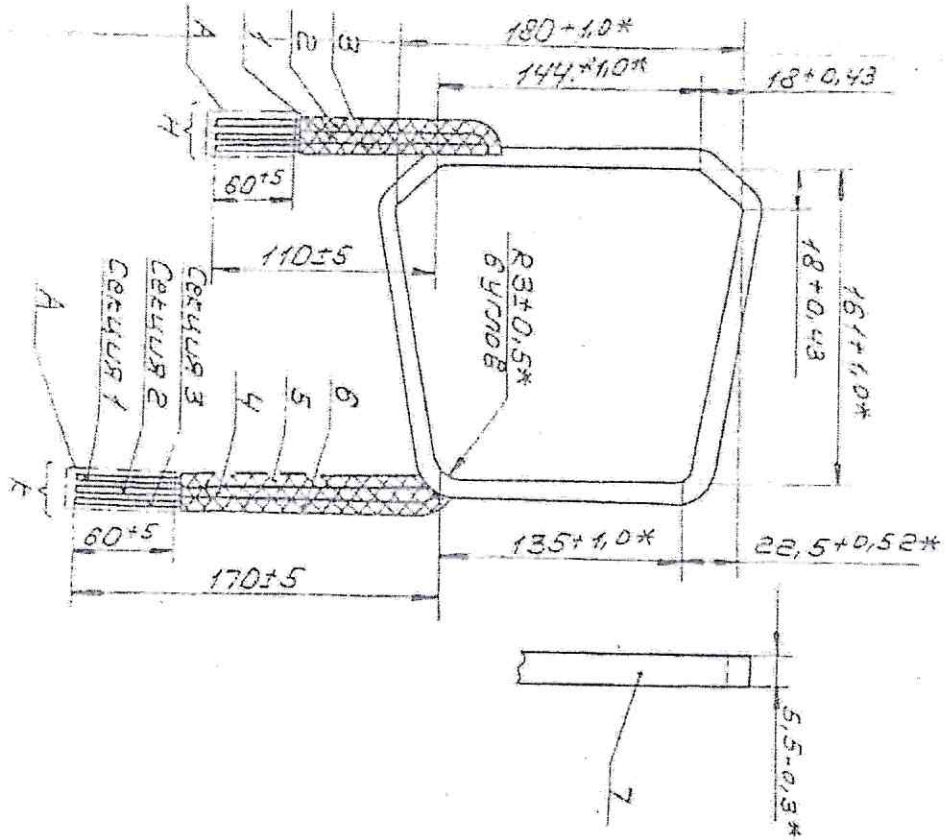 180+1,0*
144.+1,0*
18+0,43
3
2
1
А
К
60+5
110±5
R3±0,5*
6 углов
18+0,43
161+1,0*
Секция 3
Секция 2
Секция 1
А
4
5
6
К
60+5
170±5
135+1,0*
22,5+0,52*
7
5,5-0,3*